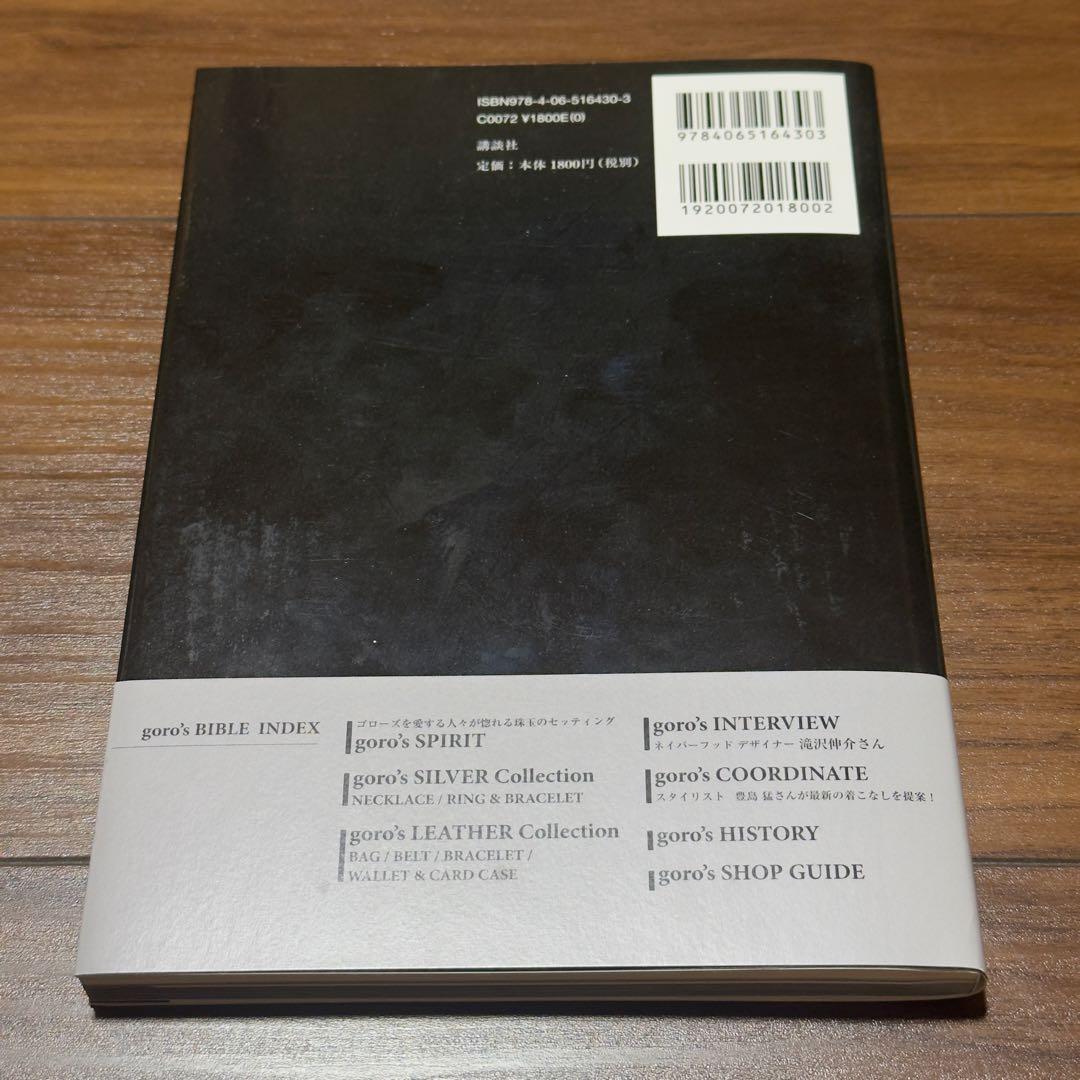 ISBN978-4-06-516430-3
C0072 ¥1800E(0)
講談社
定価：本体1800円（税別）
9784065164303
1920072018002
goro's BIBLE INDEX
ゴローズを愛する人々が惚れる珠玉のセッティング
goro's SPIRIT
goro's SILVER Collection
NECKLACE / RING & BRACELET
goro's LEATHER Collection
BAG / BELT / BRACELET /
WALLET & CARD CASE
goro's INTERVIEW
ネイバーフッド デザイナー 滝沢伸介さん
goro's COORDINATE
スタイリスト 豊島 猛さんが最新の着こなしを提案！
goro's HISTORY
goro's SHOP GUIDE